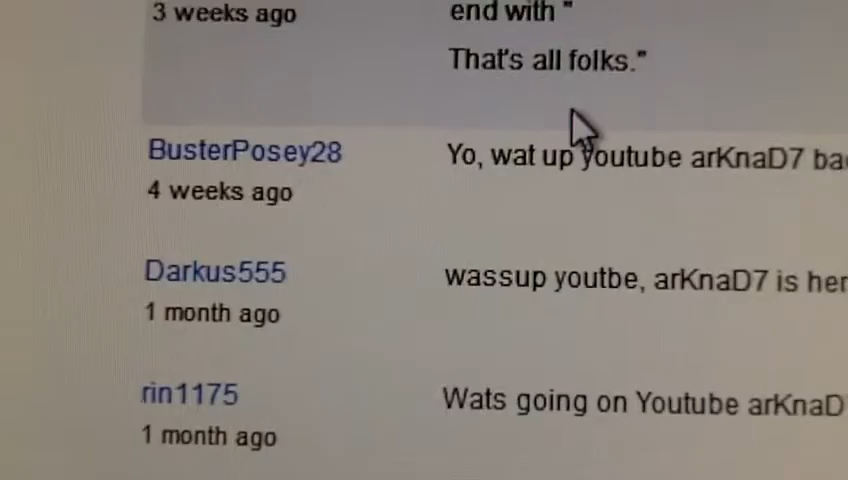 3 weeks ago
end with "
That's all folks."
BusterPosey28
Yo, wat up youtube arKnaD7
4 weeks ago
Darkus555
wassup youtbe, arKnaD7 is
1 month ago
rin1175
Wats going on Youtube
1 month ago